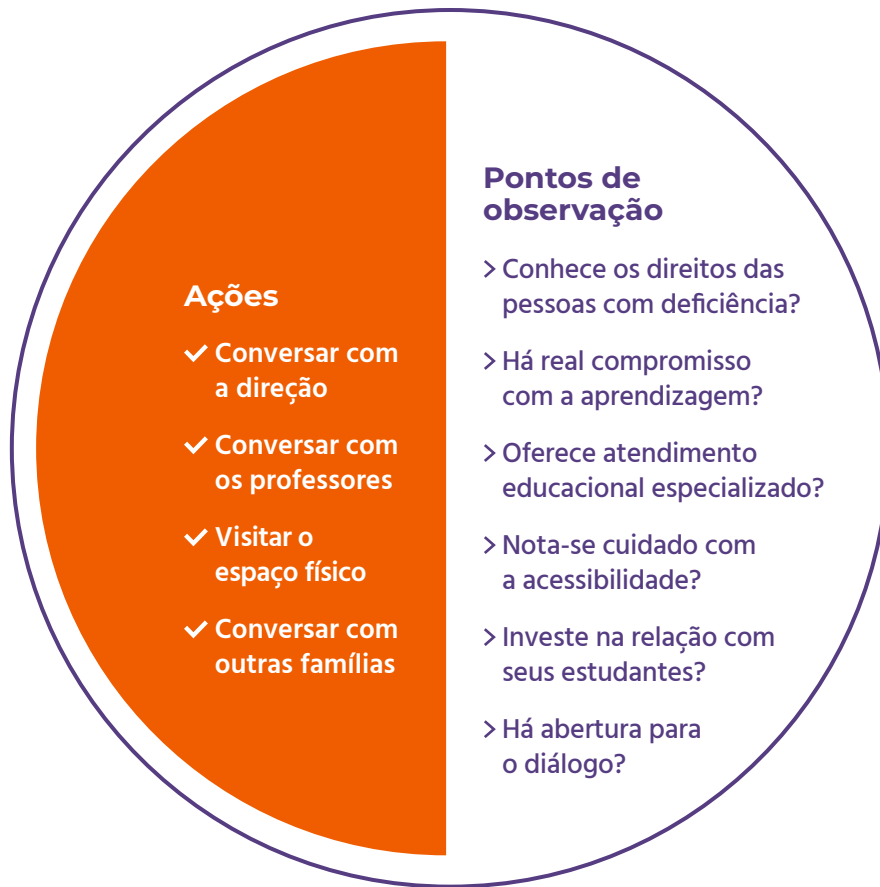 Ações
Conversar com
a direção
Conversar com
os professores
Visitar o
espaço físico
Conversar com
outras famílias
Pontos de
observação
> Conhece os direitos das
pessoas com deficiência?
> Há real compromisso
com a aprendizagem?
> Oferece atendimento
educacional especializado?
> Nota-se cuidado com
a acessibilidade?
> Investe na relação com
seus estudantes?
> Há abertura para
o diálogo?